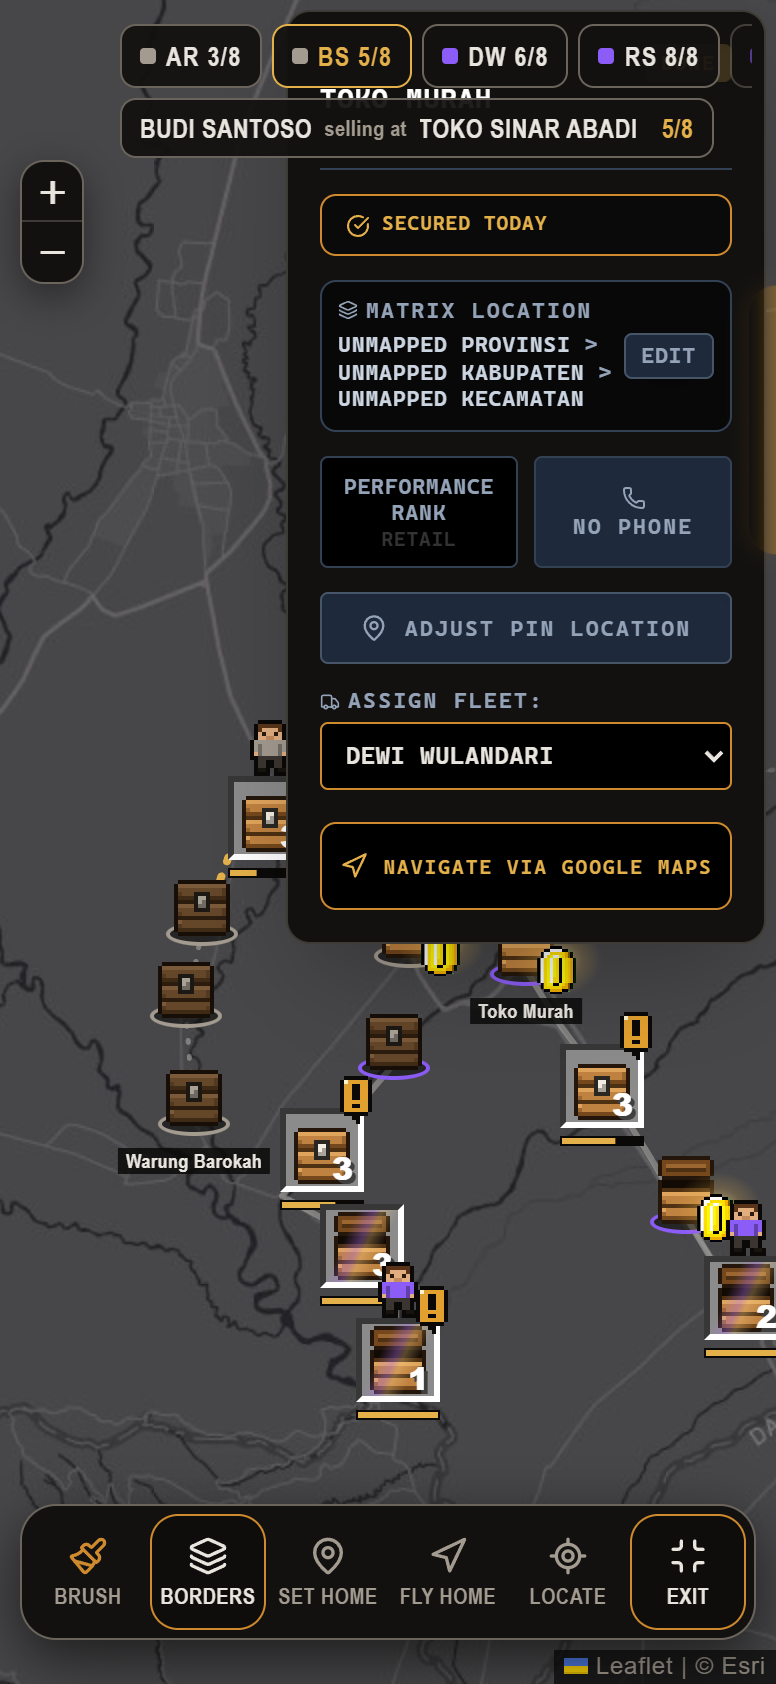 AR 3/8
BS 5/8
DW 6/8
RS 8/8
TOKO MURAH
BUDI SANTOSO selling at TOKO SINAR ABADI 5/8
+
−
SECURED TODAY
MATRIX LOCATION
UNMAPPED PROVINSI >
UNMAPPED KABUPATEN >
UNMAPPED KECAMATAN
EDIT
PERFORMANCE
RANK
RETAIL
NO PHONE
ADJUST PIN LOCATION
ASSIGN FLEET:
DEWI WULANDARI
NAVIGATE VIA GOOGLE MAPS
Toko Murah
!
3
!
3
Warung Barokah
3
!
1
2
DA
BRUSH
BORDERS
SET HOME
FLY HOME
LOCATE
EXIT
Leaflet | © Esri